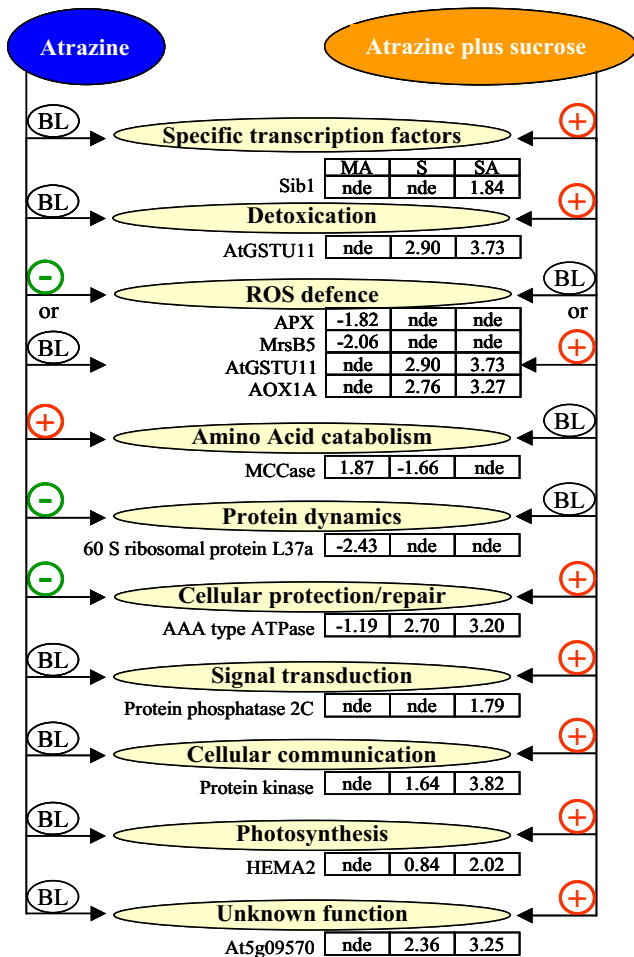 Atrazine Atrazine plus sucrose
BL +
Specific transcription factors
MA S SA
Sib1 nde nde 1.84
BL +
Detoxication
AtGSTU11 nde 2.90 3.73
- BL
ROS defence
or or
APX -1.82 nde nde
MrsB5 -2.06 nde nde
BL +
AtGSTU11 nde 2.90 3.73
AOX1A nde 2.76 3.27
+ BL
Amino Acid catabolism
MCCase 1.87 -1.66 nde
- BL
Protein dynamics
60 S ribosomal protein L37a -2.43 nde nde
- +
Cellular protection/repair
AAA type ATPase -1.19 2.70 3.20
BL +
Signal transduction
Protein phosphatase 2C nde nde 1.79
BL +
Cellular communication
Protein kinase nde 1.64 3.82
BL +
Photosynthesis
HEMA2 nde 0.84 2.02
BL +
Unknown function
At5g09570 nde 2.36 3.25